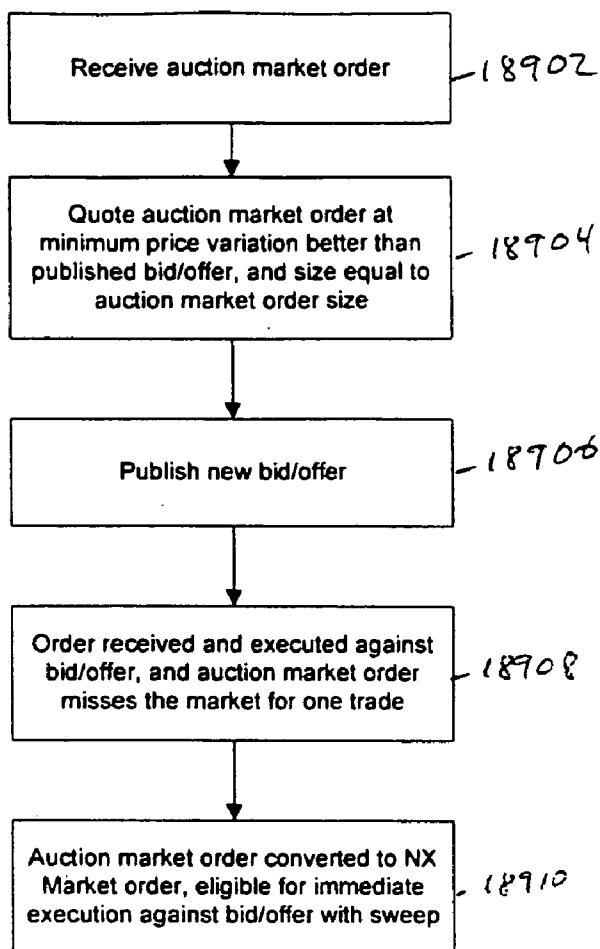 Receive auction market order
18902
Quote auction market order at
minimum price variation better than
published bid/offer, and size equal to
auction market order size
18904
Publish new bid/offer
18906
Order received and executed against
bid/offer, and auction market order
misses the market for one trade
18908
Auction market order converted to NX
Market order, eligible for immediate
execution against bid/offer with sweep
18910